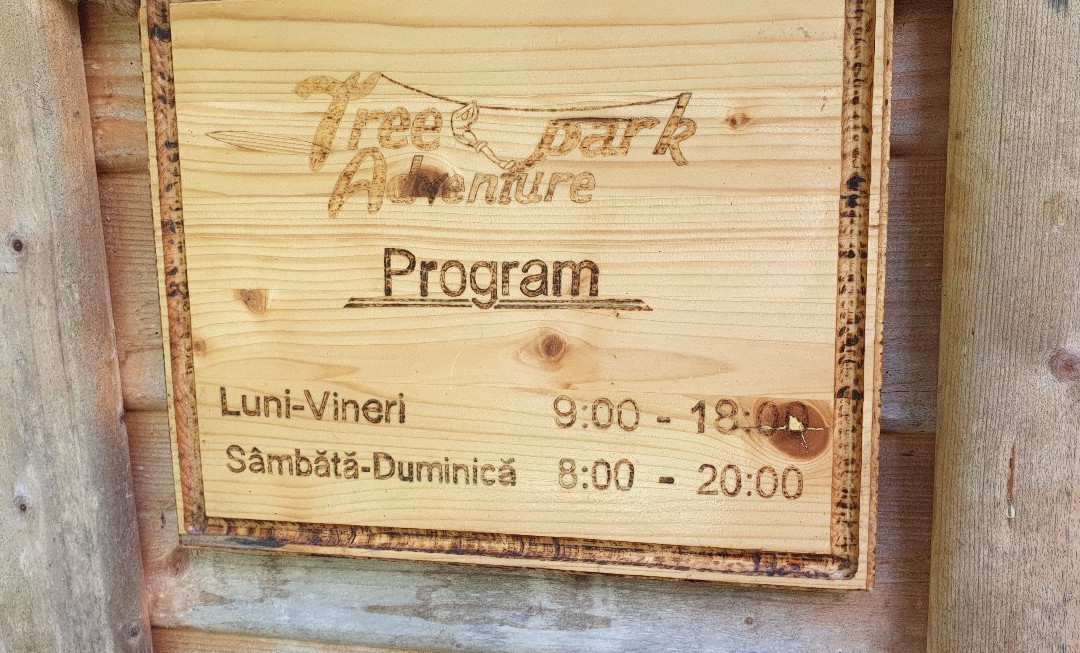 Tree park
Adventure
Program
Luni-Vineri 9:00 - 18:00
Sâmbătă-Duminică 8:00 - 20:00